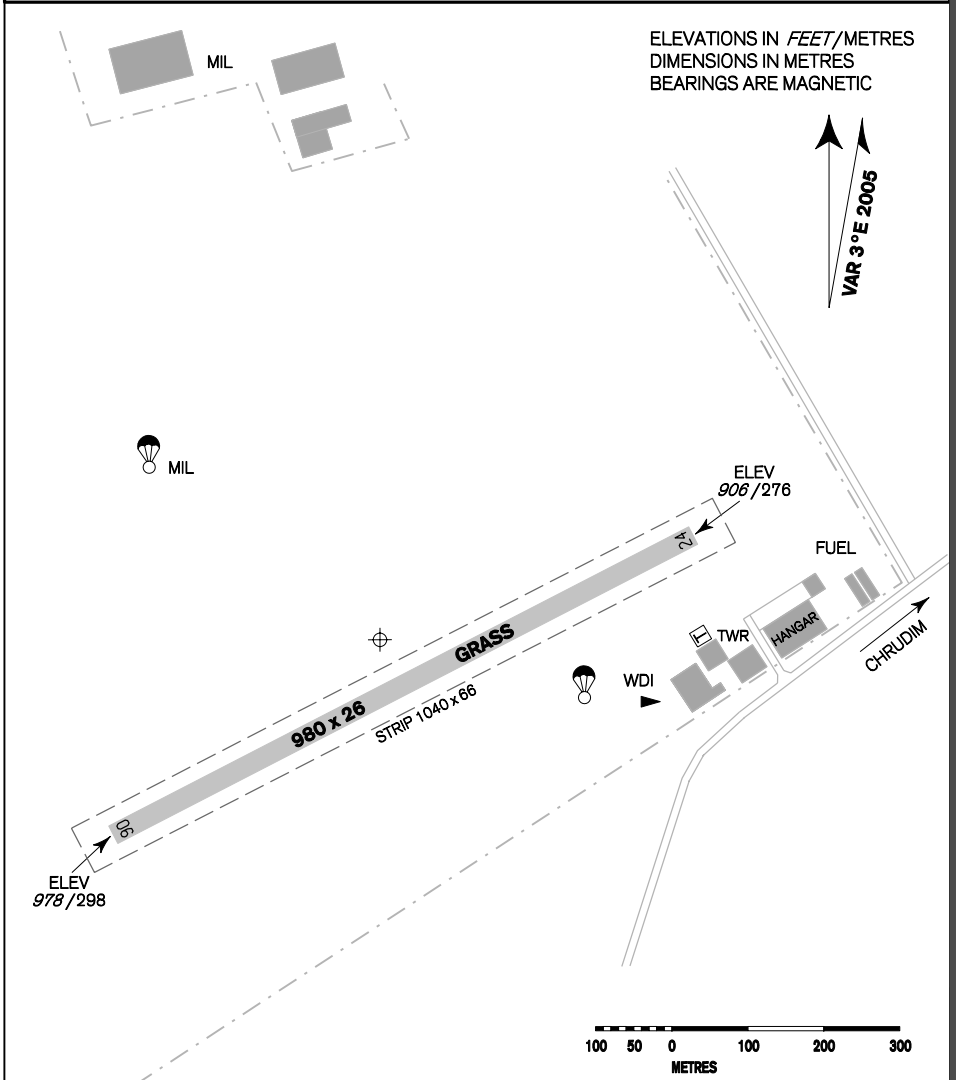 ELEVATIONS IN FEET/METRES
DIMENSIONS IN METRES
BEARINGS ARE MAGNETIC
MIL
VAR 3°E 2005
MIL
ELEV
906/276
24
FUEL
HANGAR
TWR
T
CHRUDIM
GRASS
WDI
980 x 26
STRIP 1040 x 66
06
ELEV
978/298
100 50 0 100 200 300
METRES